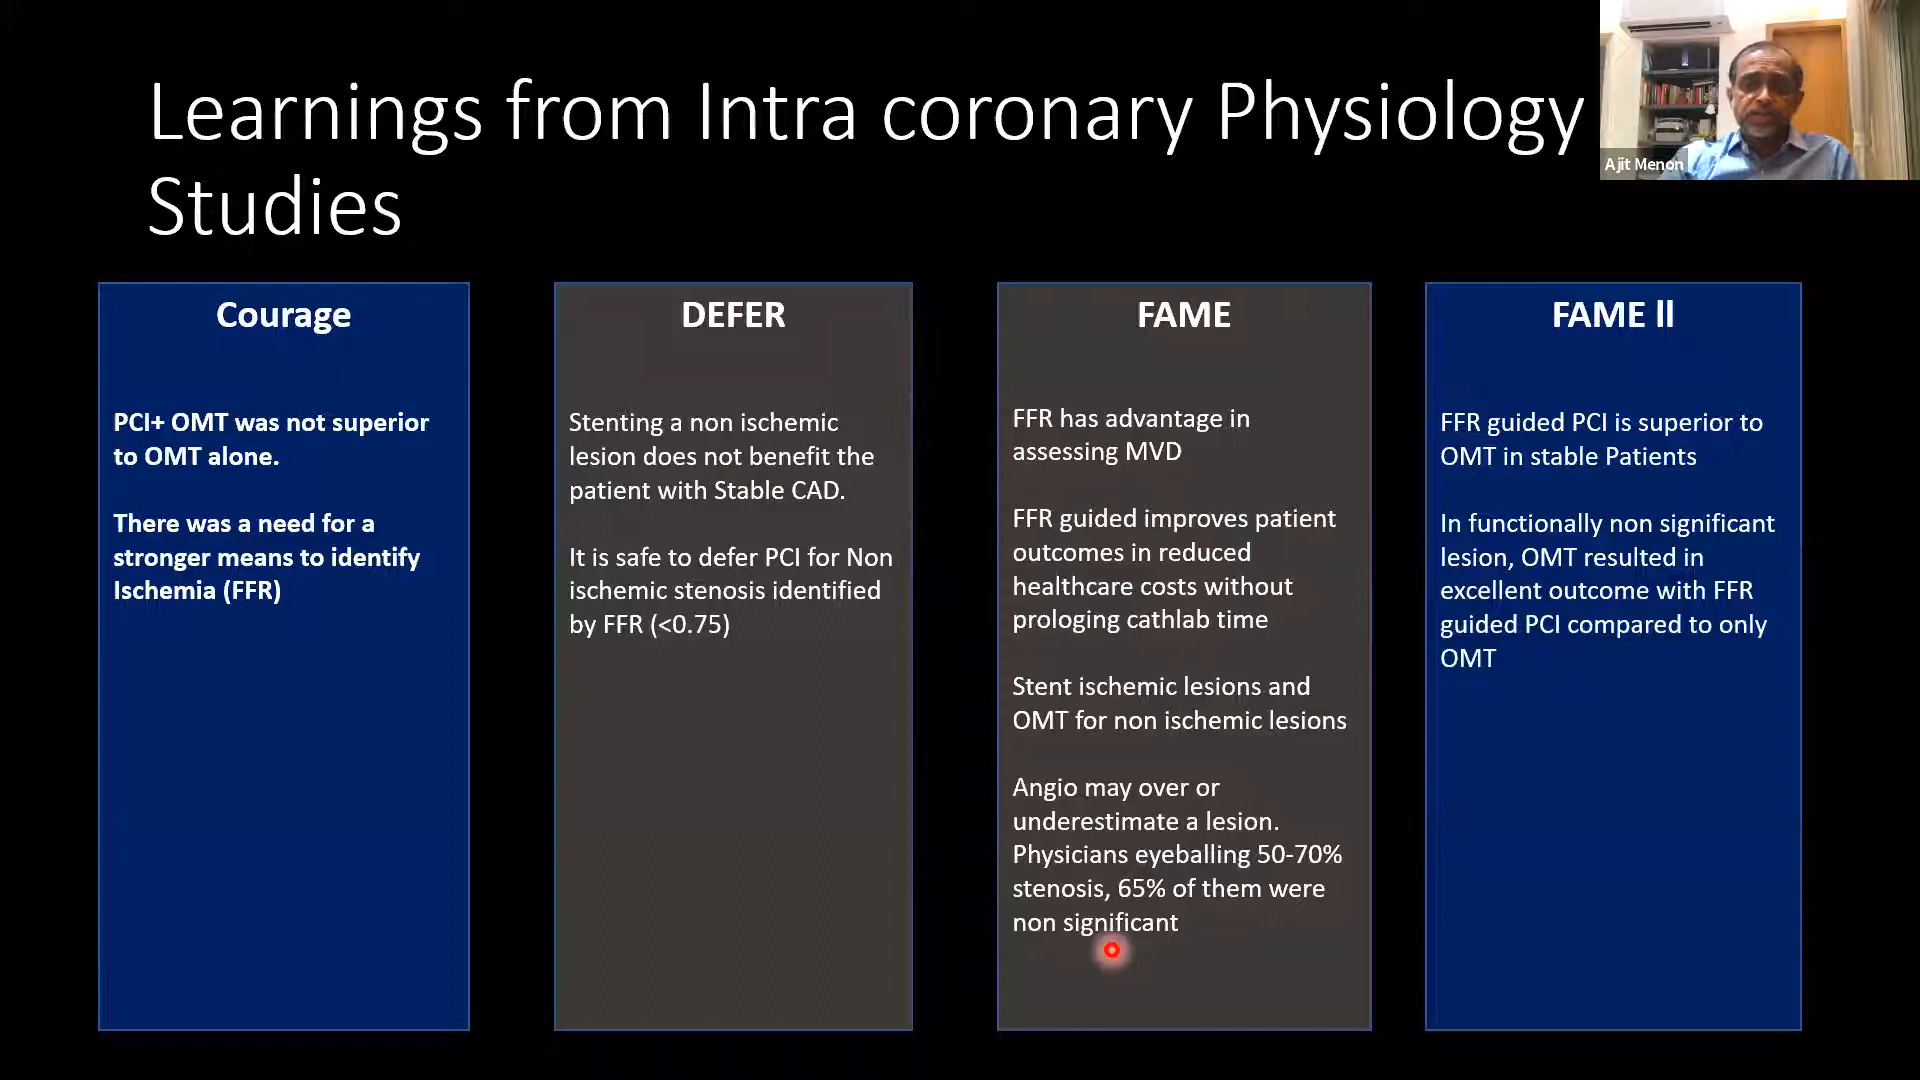 Learnings from Intra coronary Physiology
Studies
Ajit Menon
Courage
PCI+ OMT was not superior
to OMT alone.
There was a need for a
stronger means to identify
Ischemia (FFR)
DEFER
Stenting a non ischemic
lesion does not benefit the
patient with Stable CAD.
It is safe to defer PCI for Non
ischemic stenosis identified
by FFR (<0.75)
FAME
FFR has advantage in
assessing MVD
FFR guided improves patient
outcomes in reduced
healthcare costs without
prologing cathlab time
Stent ischemic lesions and
OMT for non ischemic lesions
Angio may over or
underestimate a lesion.
Physicians eyeballing 50-70%
stenosis, 65% of them were
non significant
FAME ll
FFR guided PCI is superior to
OMT in stable Patients
In functionally non significant
lesion, OMT resulted in
excellent outcome with FFR
guided PCI compared to only
OMT